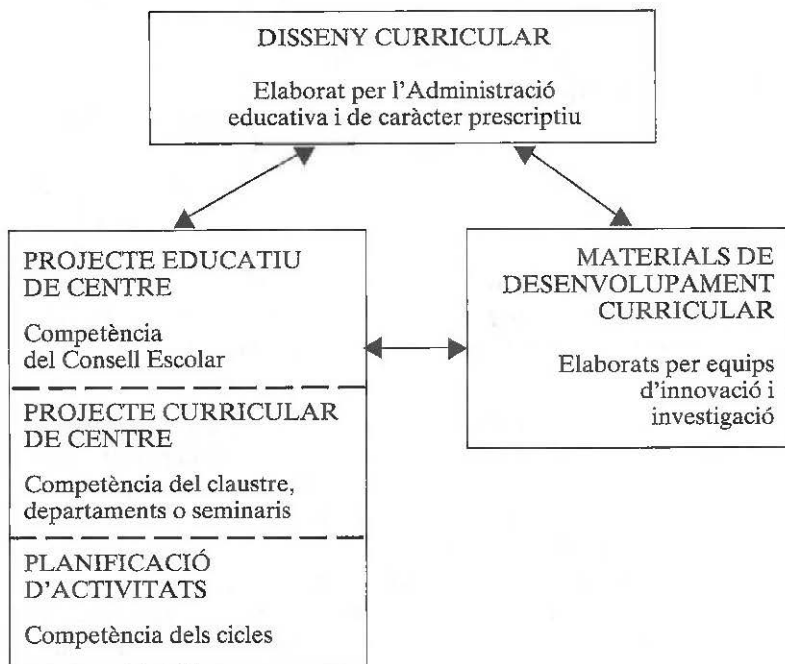 DISSENY CURRICULAR
Elaborat per l'Administració
educativa i de caràcter prescriptiu
PROJECTE EDUCATIU
DE CENTRE
Competència
del Consell Escolar
PROJECTE CURRICULAR
DE CENTRE
Competència del claustre,
departaments o seminaris
PLANIFICACIÓ
D'ACTIVITATS
Competència dels cicles
MATERIALS DE
DESENVOLUPAMENT
CURRICULAR
Elaborats per equips
d'innovació i
investigació